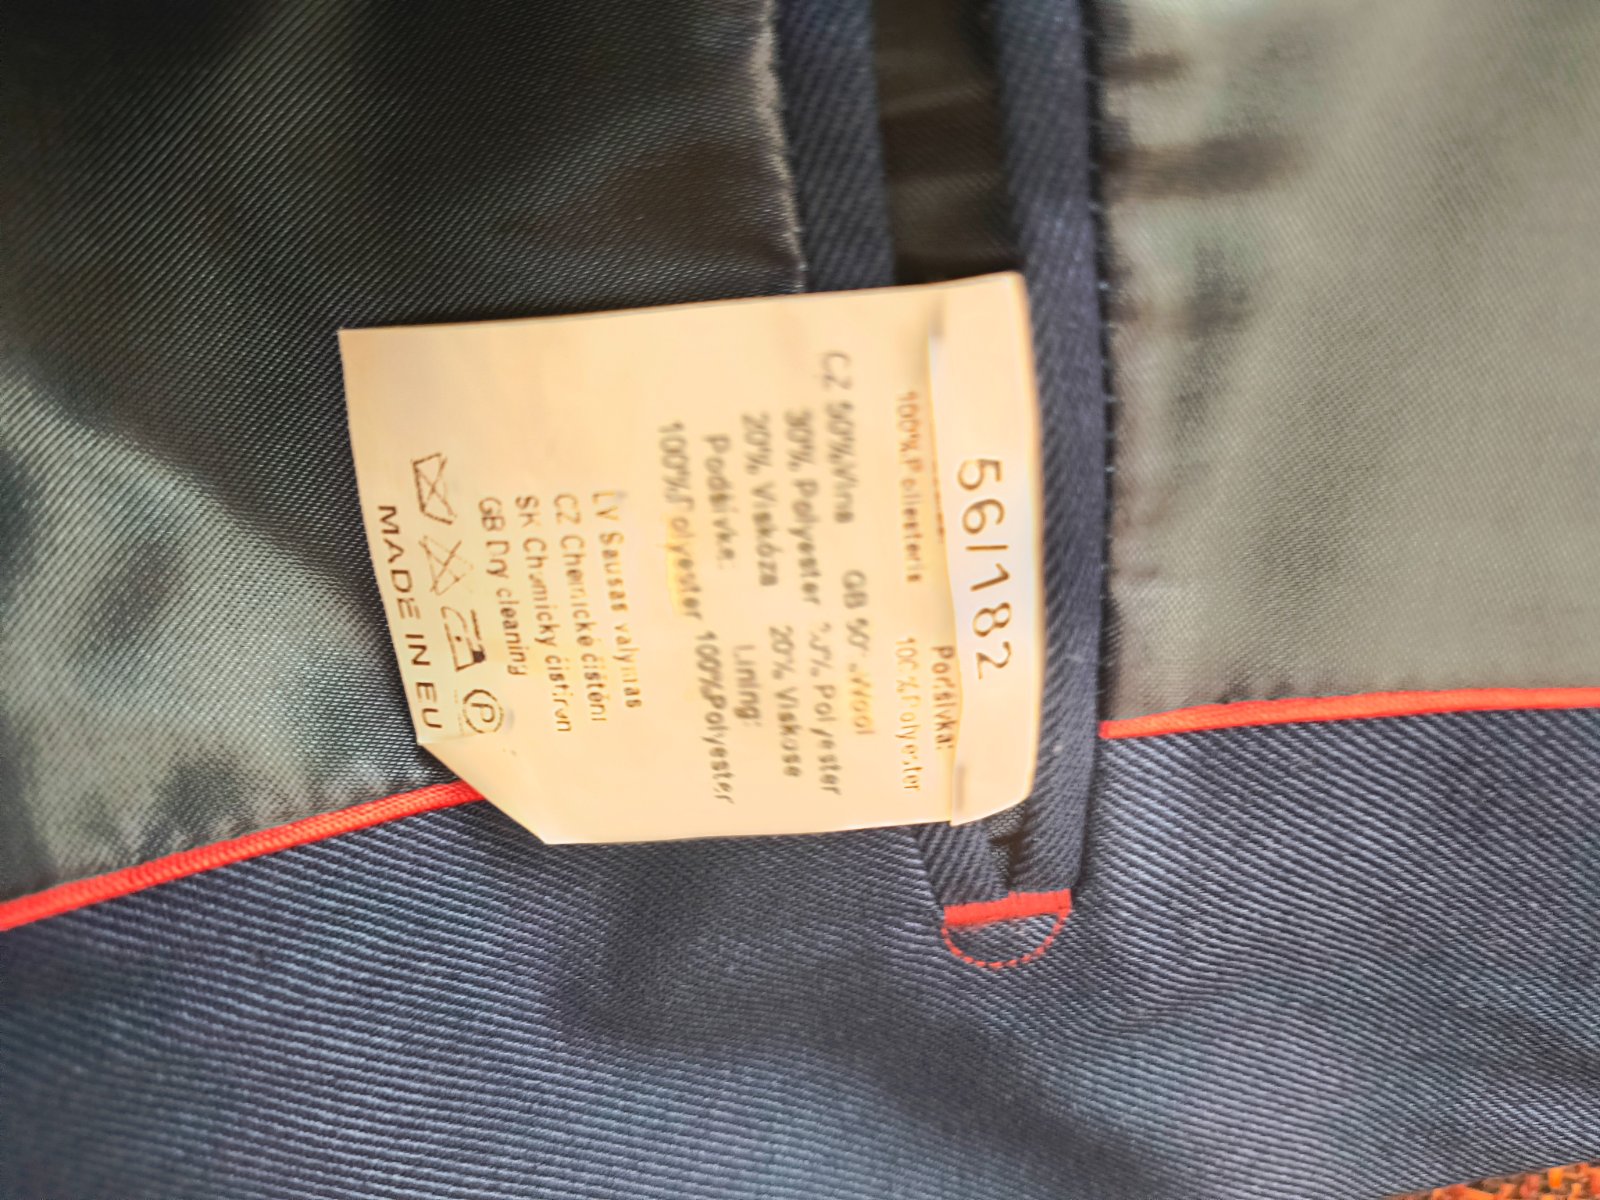 56/182
Podšívka:
100%Poliesteris 100%Polyester
CZ 50%Vlna GB 50% Wool
30% Polyester 30% Polyester
20% Viskóza 20% Viskose
Podšívka: Lining:
100%Polyester 100%Polyester
LV Sausas valymas
CZ Chemické čištění
SK Chemicky čistiron
GB Dry cleaning
P
MADE IN EU